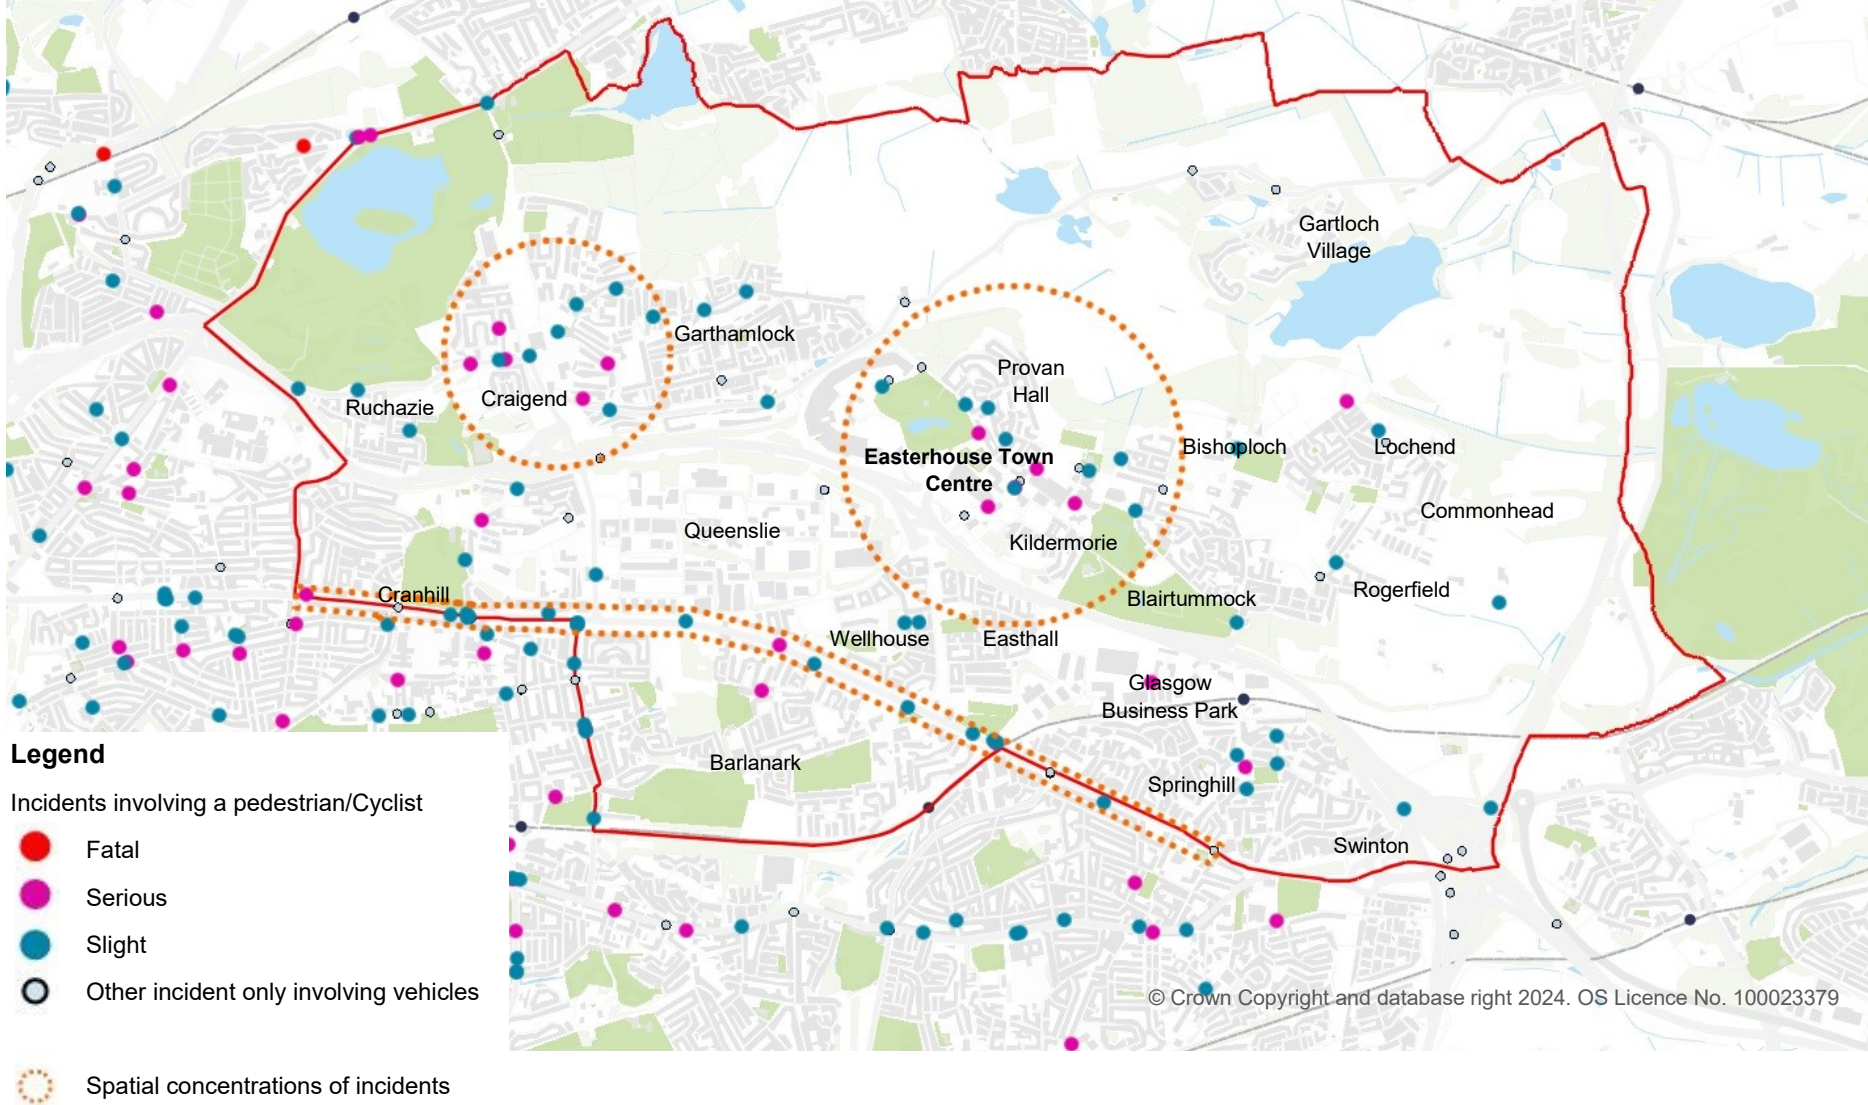 Gartloch
Village
Garthamlock
Provan
Hall
Craigend
Ruchazie
Easterhouse Town
Centre
Bishoploch
Lochend
Commonhead
Queenslie
Kildermorie
Cranhill
Blairtummock
Rogerfield
Wellhouse
Easthall
Glasgow
Business Park
Barlanark
Springhill
Swinton
Legend
Incidents involving a pedestrian/Cyclist
Fatal
Serious
Slight
Other incident only involving vehicles
Spatial concentrations of incidents
© Crown Copyright and database right 2024. OS Licence No. 100023379